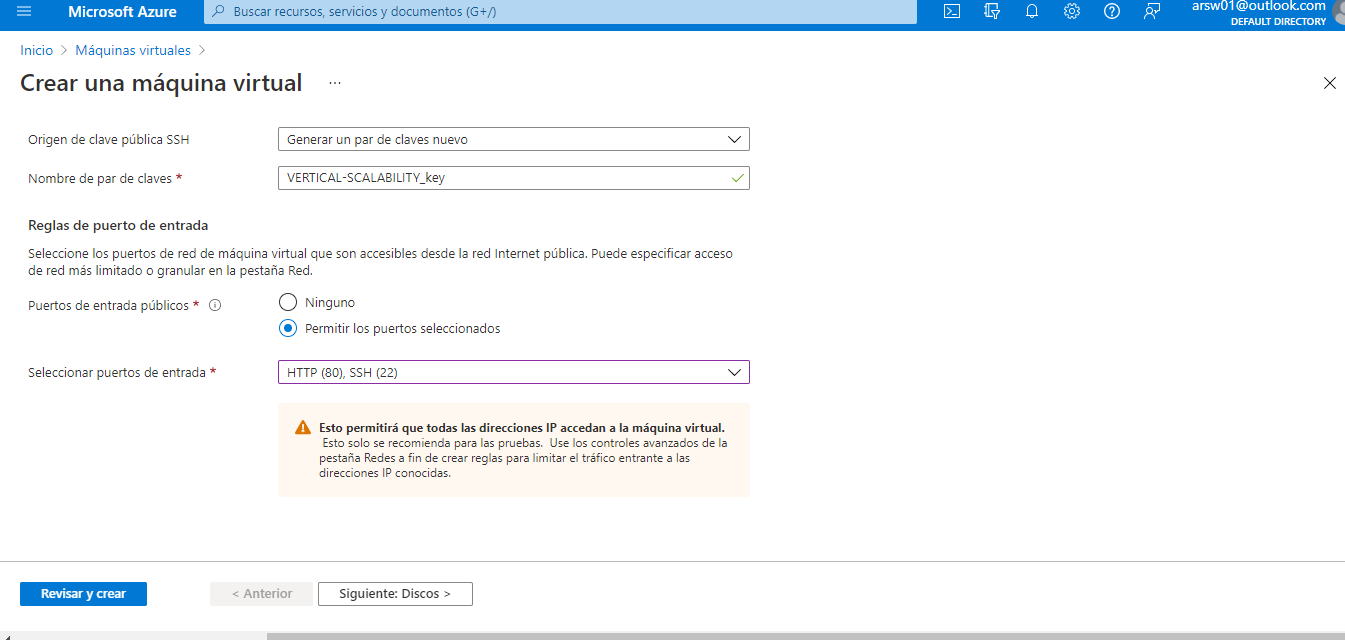 Microsoft Azure
Buscar recursos, servicios y documentos (G+/)
arsw01@outlook.com
DEFAULT DIRECTORY
Inicio > Máquinas virtuales >
Crear una máquina virtual ...
Origen de clave pública SSH
Generar un par de claves nuevo
Nombre de par de claves *
VERTICAL-SCALABILITY_key
Reglas de puerto de entrada
Seleccione los puertos de red de máquina virtual que son accesibles desde la red Internet pública. Puede especificar acceso
de red más limitado o granular en la pestaña Red.
Puertos de entrada públicos *
Ninguno
Permitir los puertos seleccionados
Seleccionar puertos de entrada *
HTTP (80), SSH (22)
Esto permitirá que todas las direcciones IP accedan a la máquina virtual.
Esto solo se recomienda para las pruebas. Use los controles avanzados de la
pestaña Redes a fin de crear reglas para limitar el tráfico entrante a las
direcciones IP conocidas.
Revisar y crear
< Anterior
Siguiente: Discos >